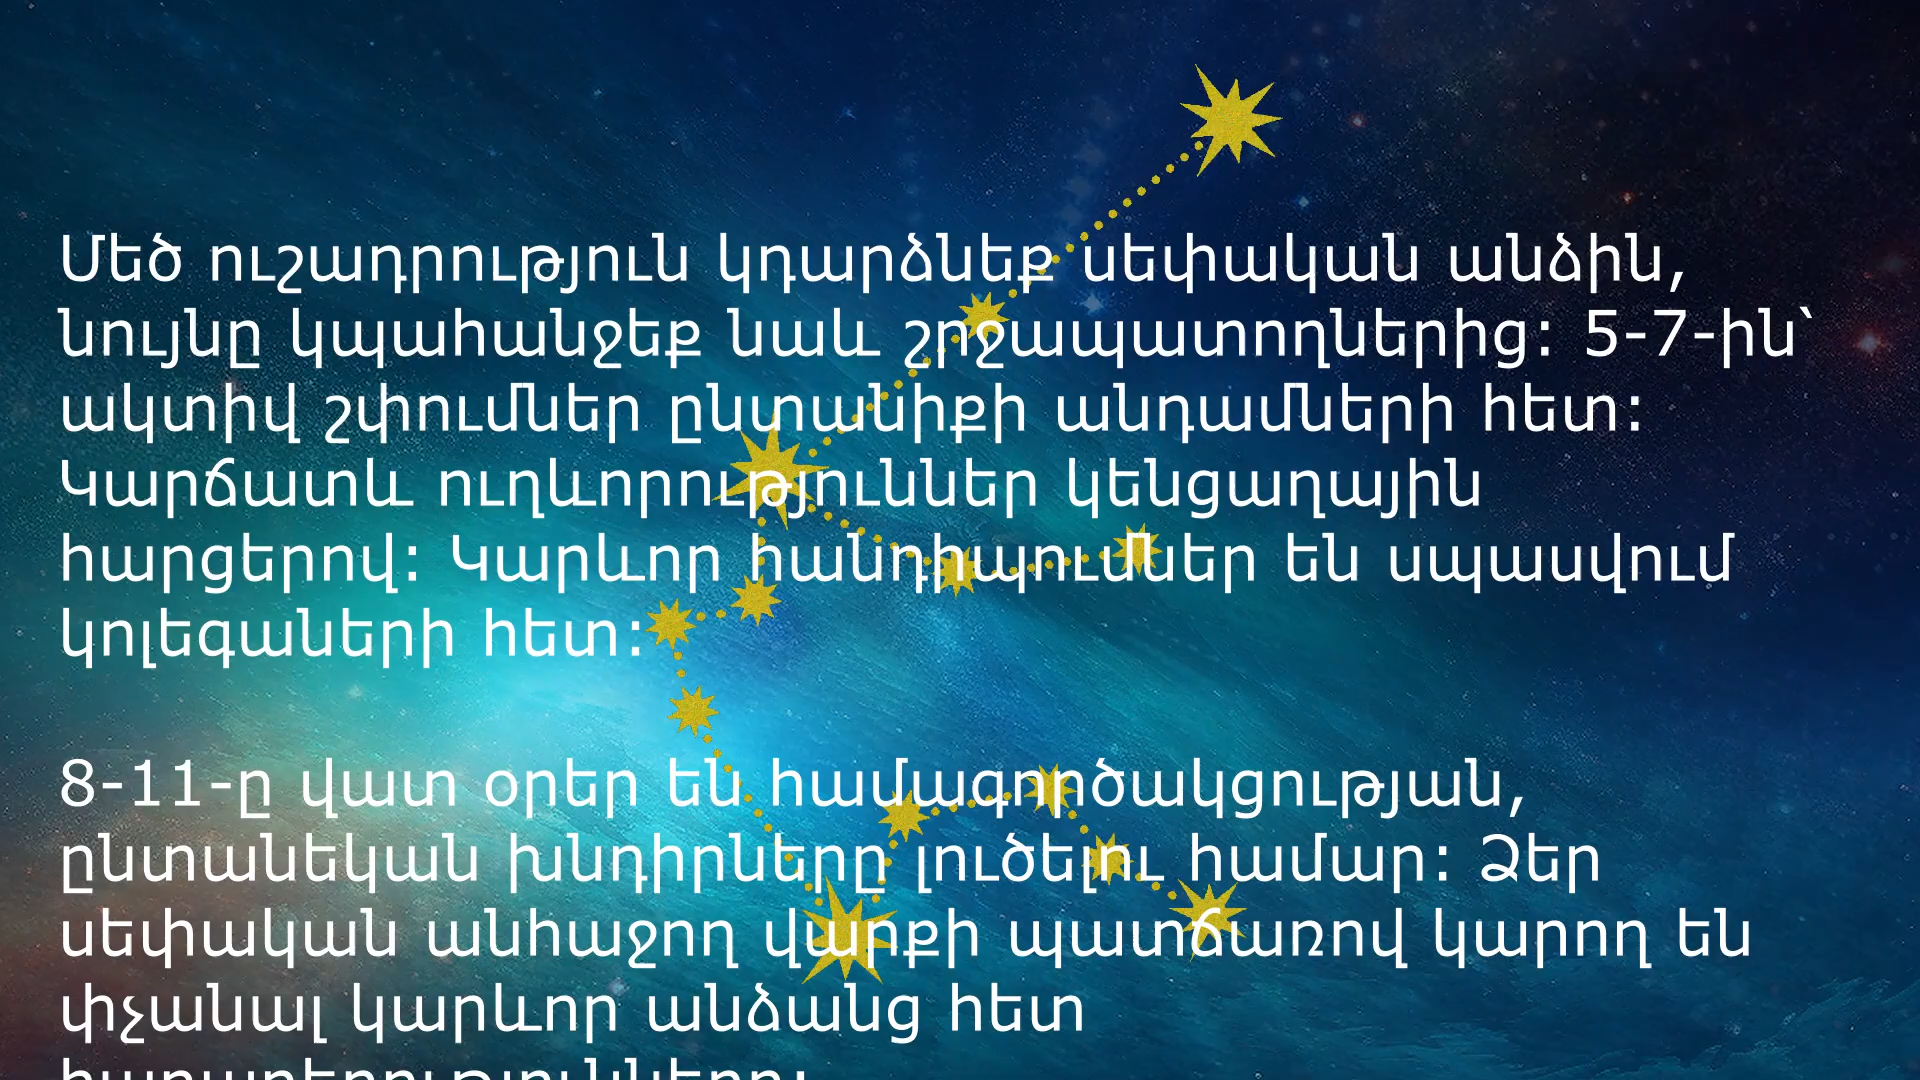 Մեծ ուշադրություն կդարձնեք սեփական անձին,
նույնը կպահանջեք նաև շրջապատողներից: 5-7-ին՝
ակտիվ շփումներ ընտանիքի անդամների հետ:
Կարճատև ուղևորություններ կենցաղային
հարցերով: Կարևոր հանդիպումներ են սպասվում
կոլեգաների հետ:
8-11-ը վատ օրեր են համագործակցության,
ընտանեկան խնդիրները լուծելու համար: Ձեր
սեփական անհաջող վարքի պատճառով կարող են
փչանալ կարևոր անձանց հետ